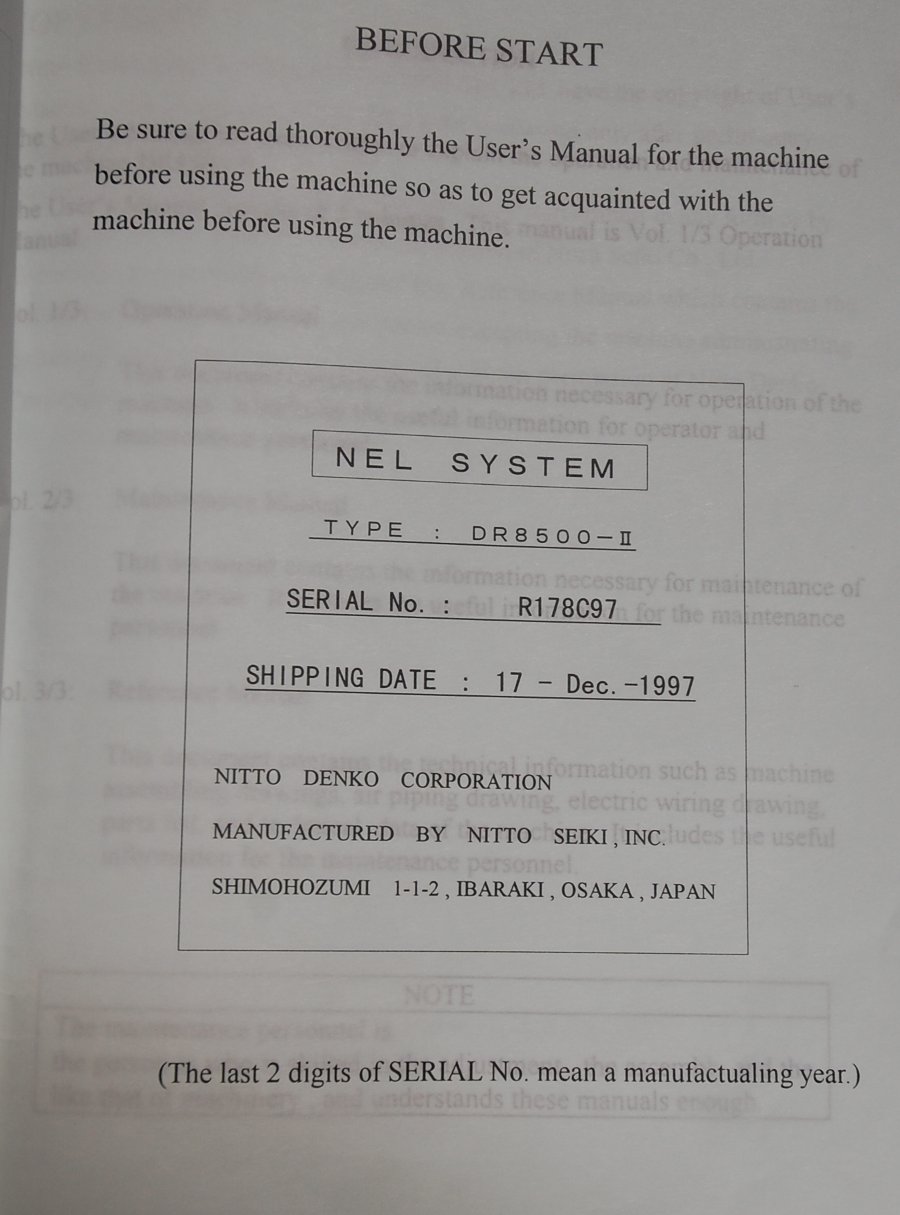 BEFORE START
Be sure to read thoroughly the User's Manual for the machine
before using the machine so as to get acquainted with the
machine before using the machine.
NEL SYSTEM
TYPE : DR8500-Ⅱ
SERIAL No. : R178C97
SHIPPING DATE : 17 - Dec. -1997
NITTO DENKO CORPORATION
MANUFACTURED BY NITTO SEIKI , INC.
SHIMOHOZUMI 1-1-2 , IBARAKI , OSAKA , JAPAN
(The last 2 digits of SERIAL No. mean a manufactualing year.)